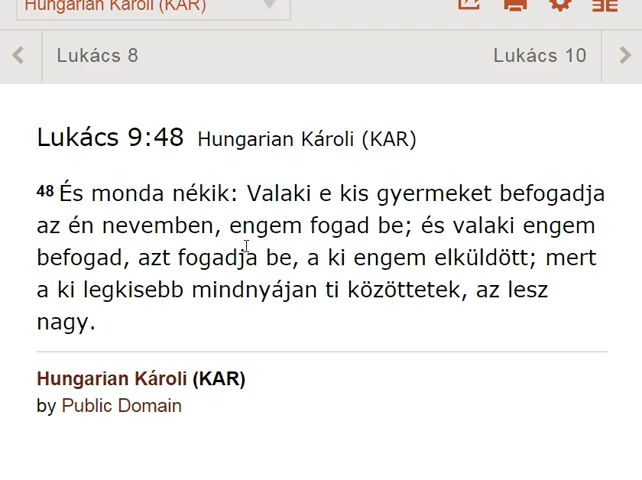 Hungarian Károli (KAR)
Lukács 8
Lukács 10
Lukács 9:48 Hungarian Károli (KAR)
48 És monda nékik: Valaki e kis gyermeket befogadja
az én nevemben, engem fogad be; és valaki engem
befogad, azt fogadja be, a ki engem elküldött; mert
a ki legkisebb mindnyájan ti közöttetek, az lesz
nagy.
Hungarian Károli (KAR)
by Public Domain